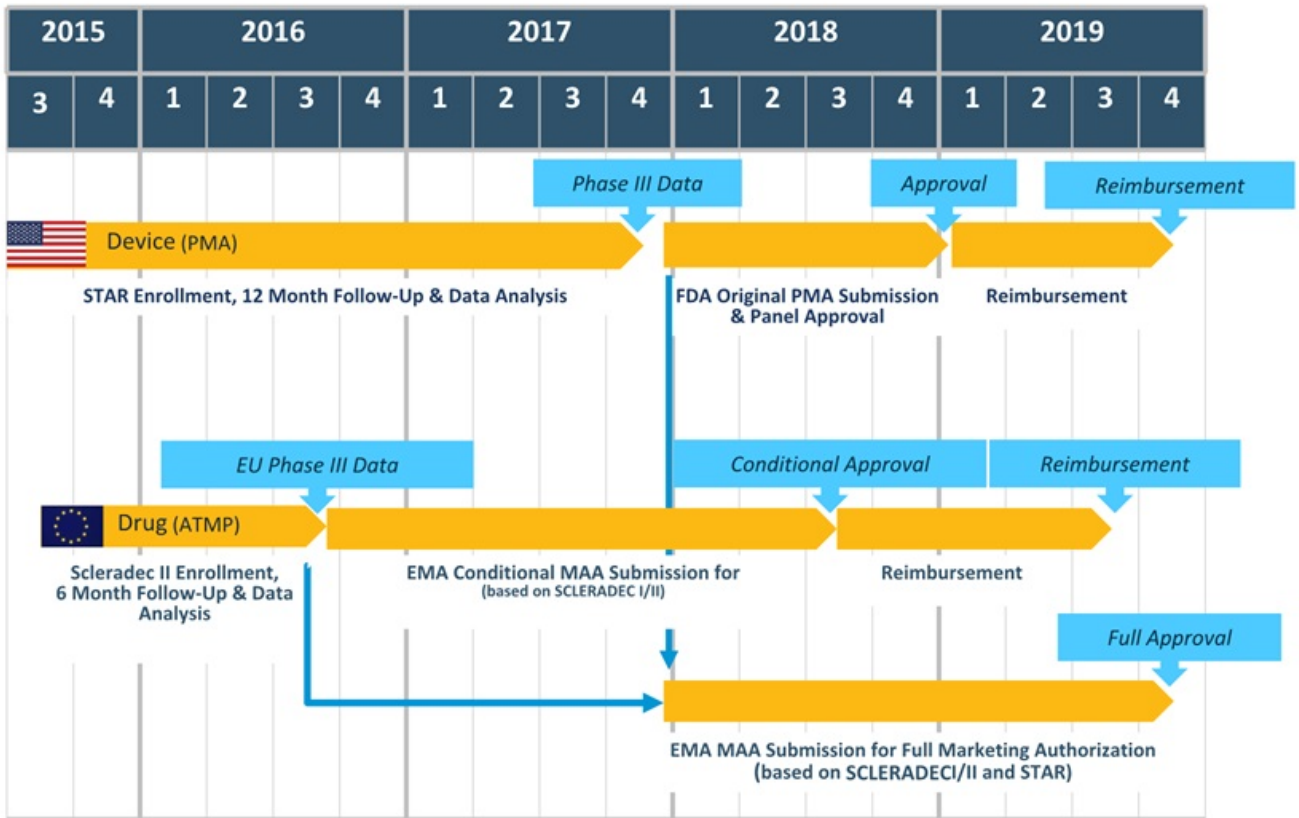 2015 2016 2017 2018 2019
3 4 1 2 3 4 1 2 3 4 1 2 3 4 1 2 3 4
Phase III Data
Approval
Reimbursement
Device (PMA)
STAR Enrollment, 12 Month Follow-Up & Data Analysis
FDA Original PMA Submission
& Panel Approval
Reimbursement
EU Phase III Data
Conditional Approval
Reimbursement
Drug (ATMP)
Scleradec II Enrollment,
6 Month Follow-Up & Data
Analysis
EMA Conditional MAA Submission for
(based on SCLERADEC I/II)
Reimbursement
Full Approval
EMA MAA Submission for Full Marketing Authorization
(based on SCLERADECI/II and STAR)